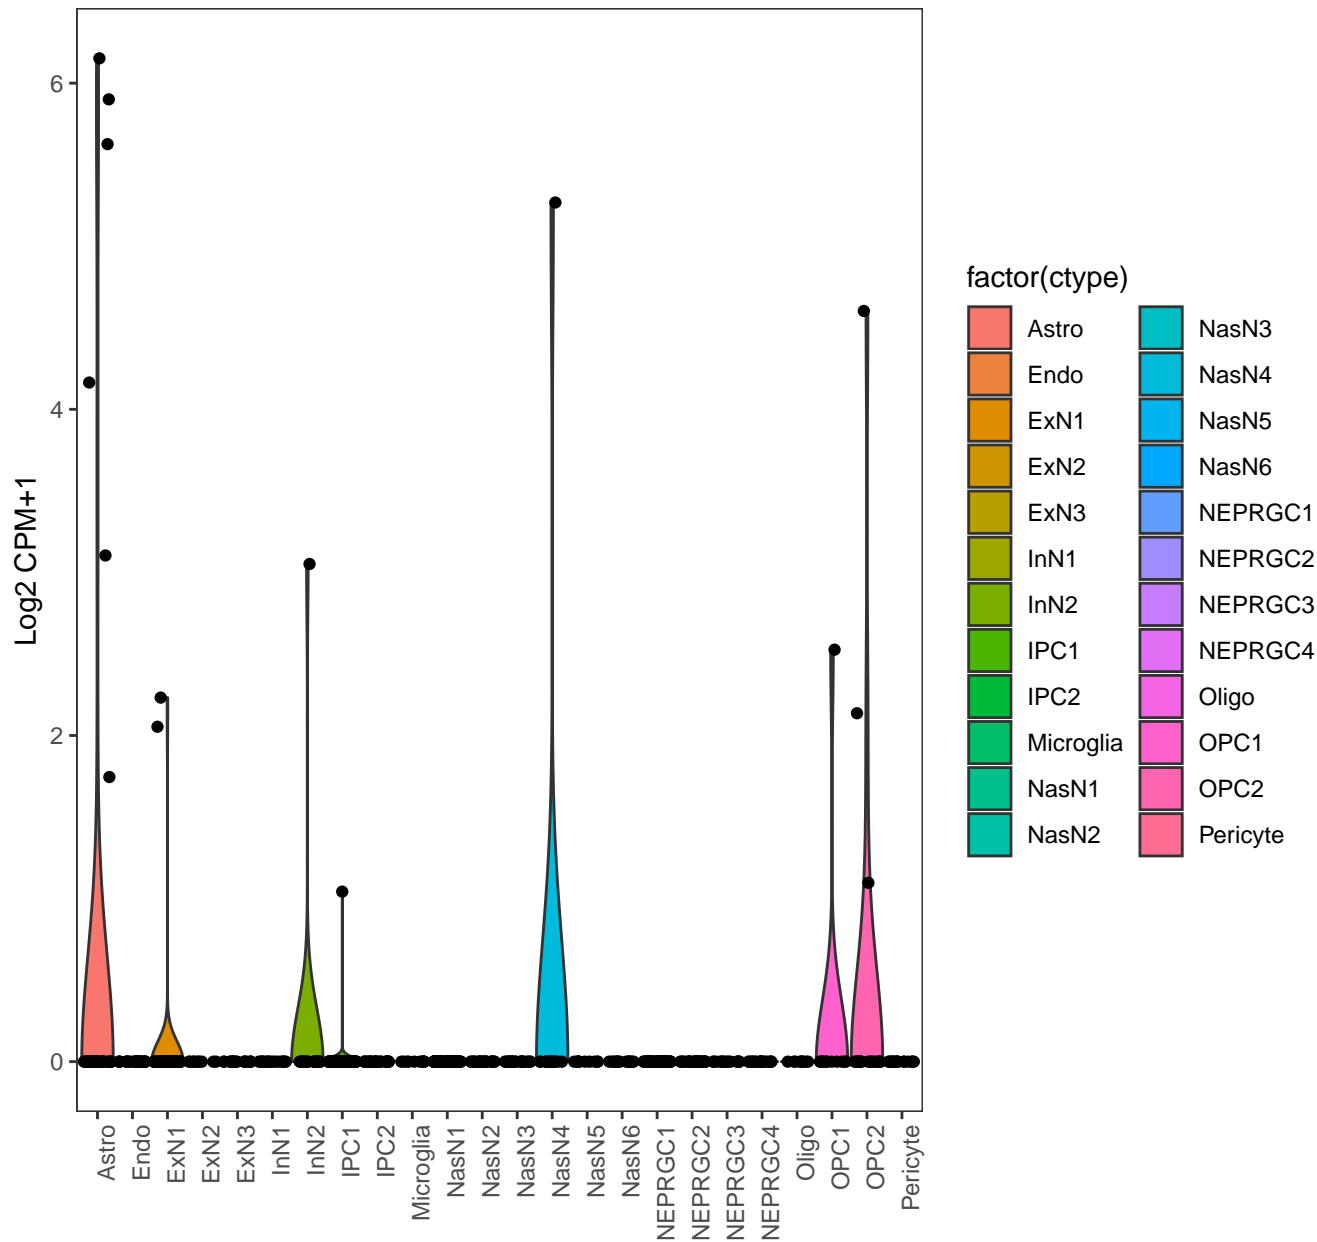 6
4
2
0
Log2 CPM+1
Astro
Endo
ExN1
ExN2
ExN3
InN1
InN2
IPC1
IPC2
Microglia
NasN1
NasN2
NasN3
NasN4
NasN5
NasN6
NEPRGC1
NEPRGC2
NEPRGC3
NEPRGC4
Oligo
OPC1
OPC2
Pericyte
factor(ctype)
Astro
Endo
ExN1
ExN2
ExN3
InN1
InN2
IPC1
IPC2
Microglia
NasN1
NasN2
NasN3
NasN4
NasN5
NasN6
NEPRGC1
NEPRGC2
NEPRGC3
NEPRGC4
Oligo
OPC1
OPC2
Pericyte